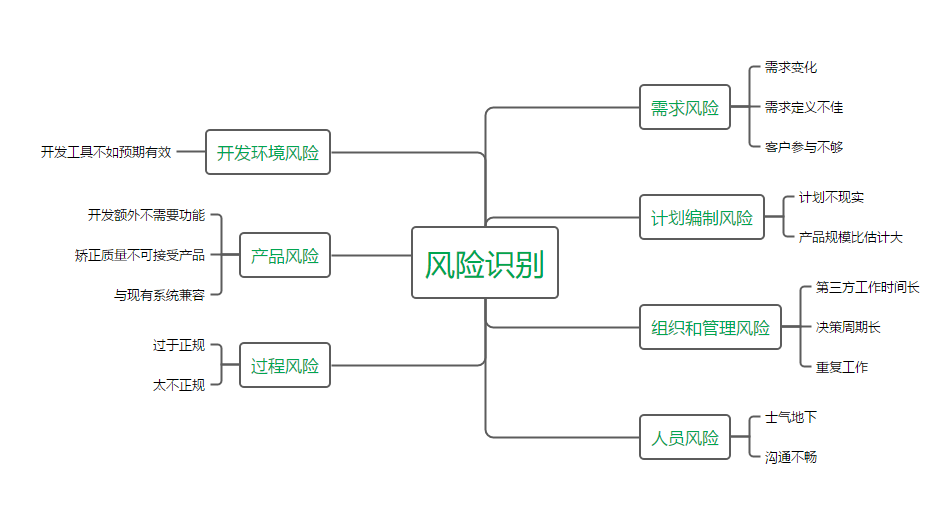 风险识别
需求风险
需求变化
需求定义不佳
客户参与不够
计划编制风险
计划不现实
产品规模比估计大
组织和管理风险
第三方工作时间长
决策周期长
重复工作
人员风险
士气地下
沟通不畅
开发环境风险
开发工具不如预期有效
产品风险
开发额外不需要功能
矫正质量不可接受产品
与现有系统兼容
过程风险
过于正规
太不正规